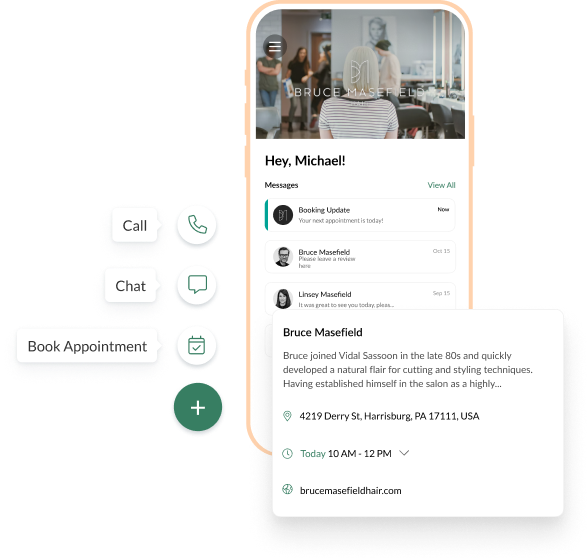 BRUCE MASEFIELD
Hey, Michael!
Messages
View All
Booking Update
Now
Your next appointment is today!
Bruce Masefield
Oct 15
Please leave a review
here
Linsey Masefield
Sep 15
It was great to see you today, pleas...
Call
Chat
Book Appointment
Bruce Masefield
Bruce joined Vidal Sassoon in the late 80s and quickly
developed a natural flair for cutting and styling techniques.
Having established himself in the salon as a highly...
4219 Derry St, Harrisburg, PA 17111, USA
Today 10 AM - 12 PM
brucemasefieldhair.com